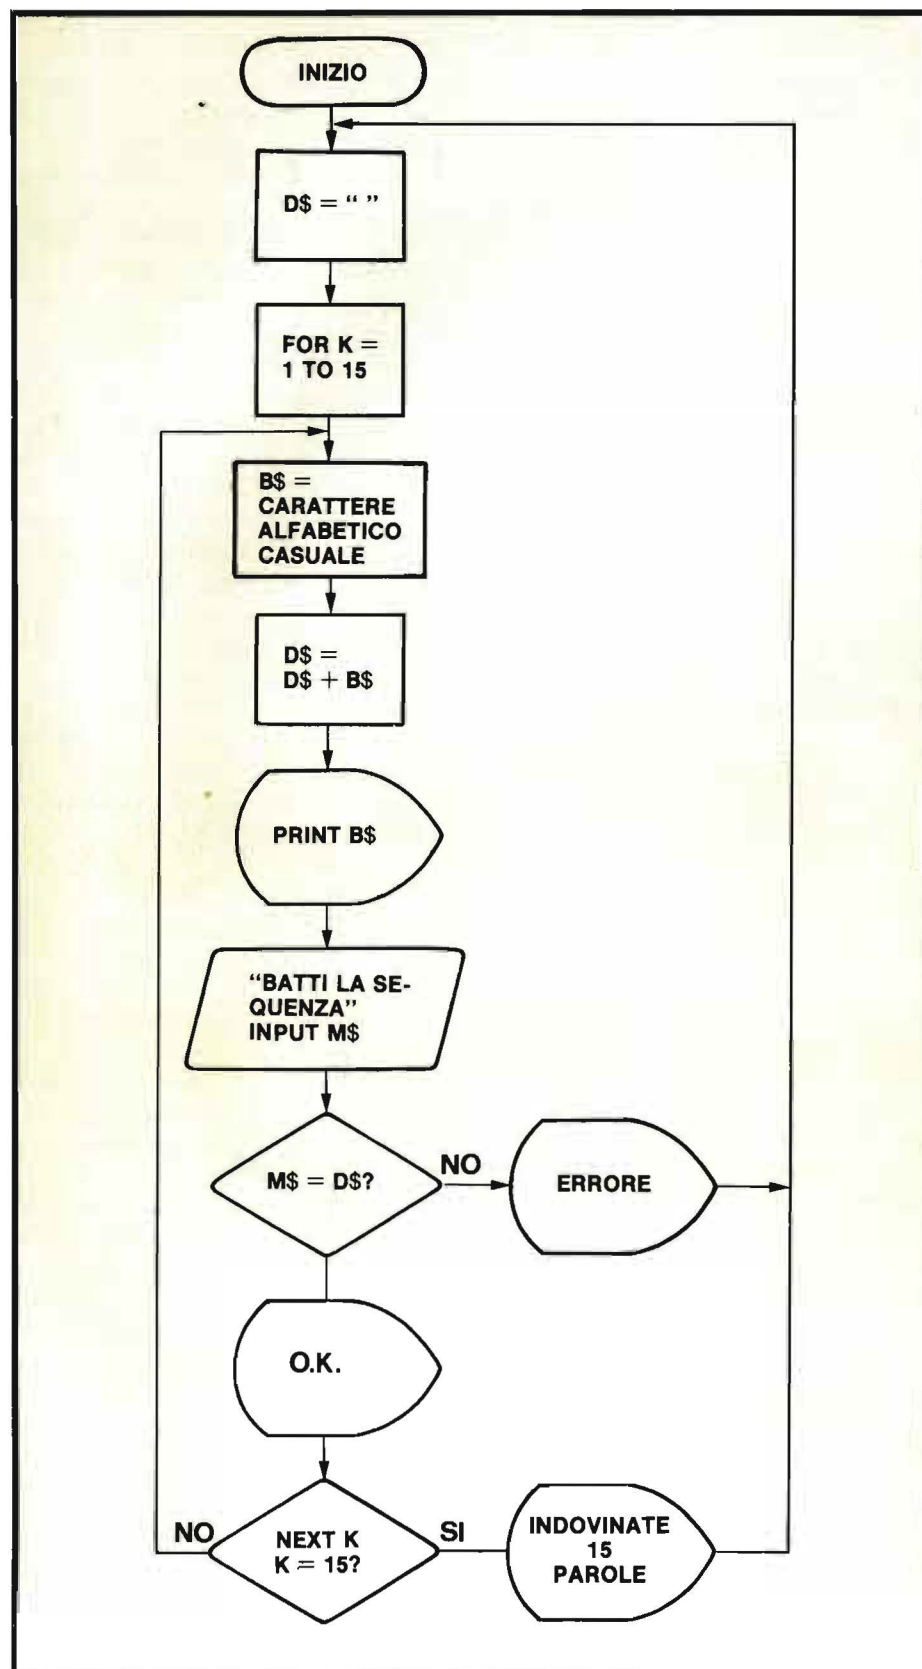 INIZIO
D$ = “ ”
FOR K =
1 TO 15
B$ =
CARATTERE
ALFABETICO
CASUALE
D$ =
D$ + B$
PRINT B$
“BATTI LA SE-
QUENZA”
INPUT M$
M$ = D$?
NO
ERRORE
O.K.
NO
NEXT K
K = 15?
SI
INDOVINATE
15
PAROLE